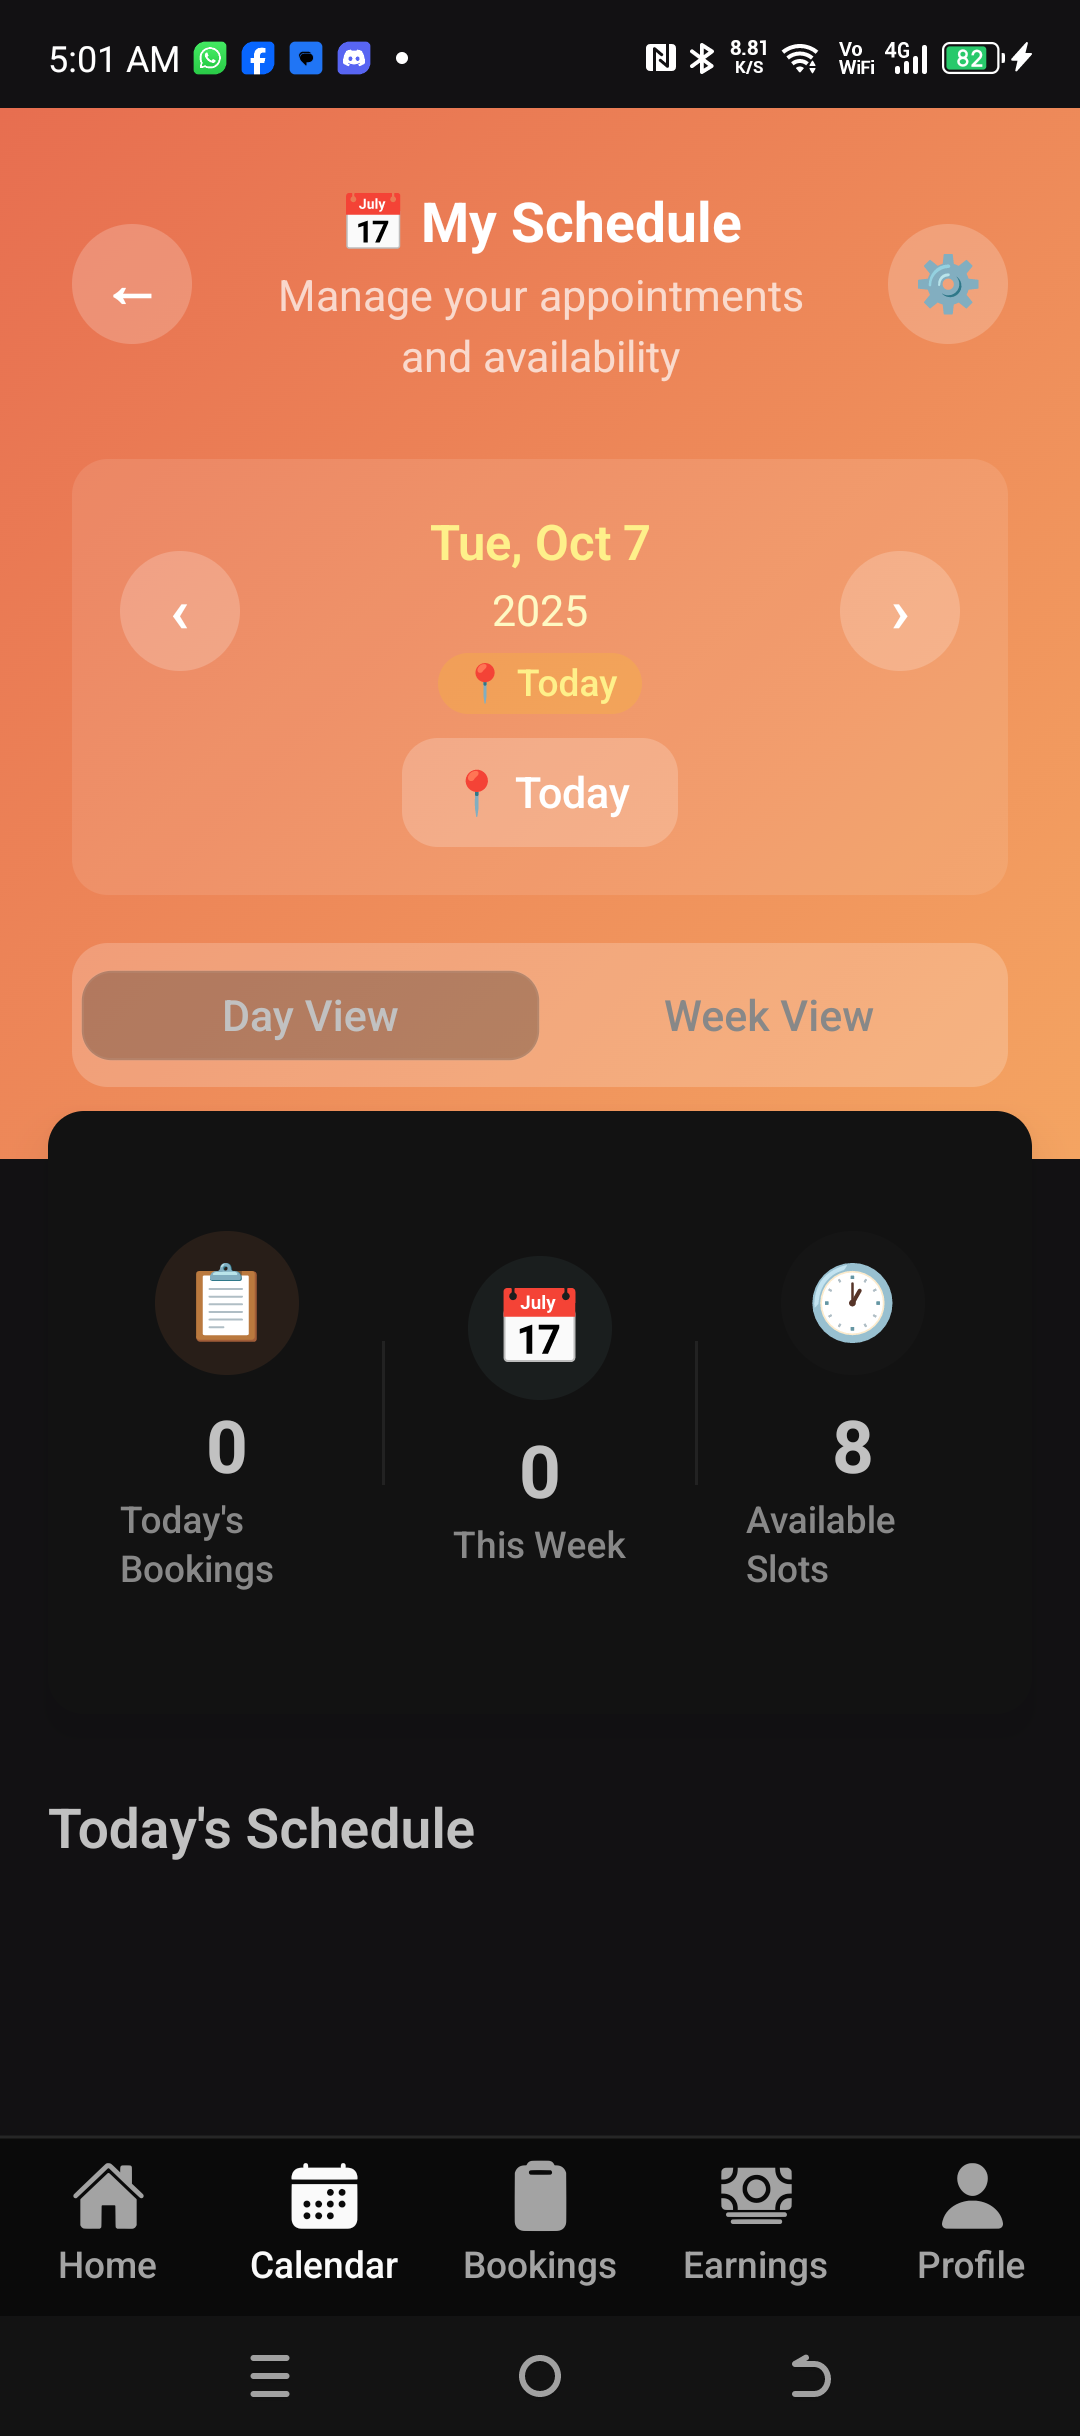 5:01 AM
8.81 K/S
Vo WiFi
4G
82
July
17
My Schedule
Manage your appointments
and availability
←
‹
Tue, Oct 7
2025
Today
Today
›
Day View
Week View
July
17
0
Today's
Bookings
0
This Week
8
Available
Slots
Today's Schedule
Home
Calendar
Bookings
Earnings
Profile